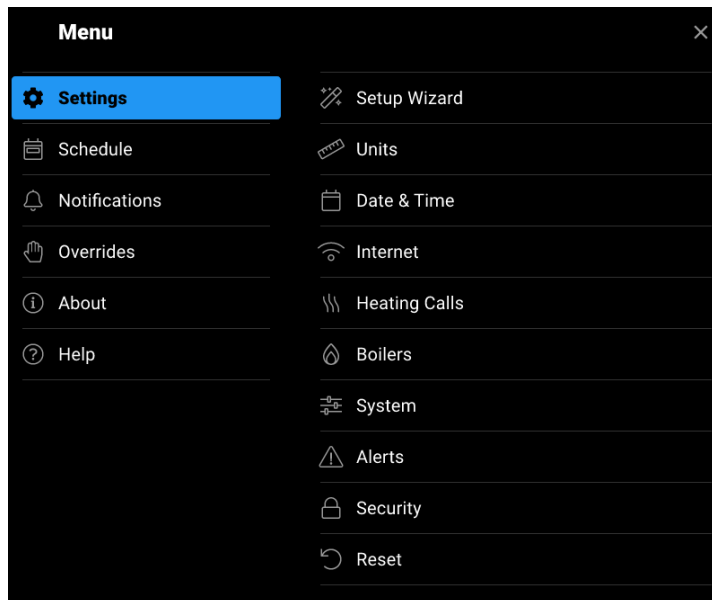 Menu
Settings
Schedule
Notifications
Overrides
About
Help
Setup Wizard
Units
Date & Time
Internet
Heating Calls
Boilers
System
Alerts
Security
Reset